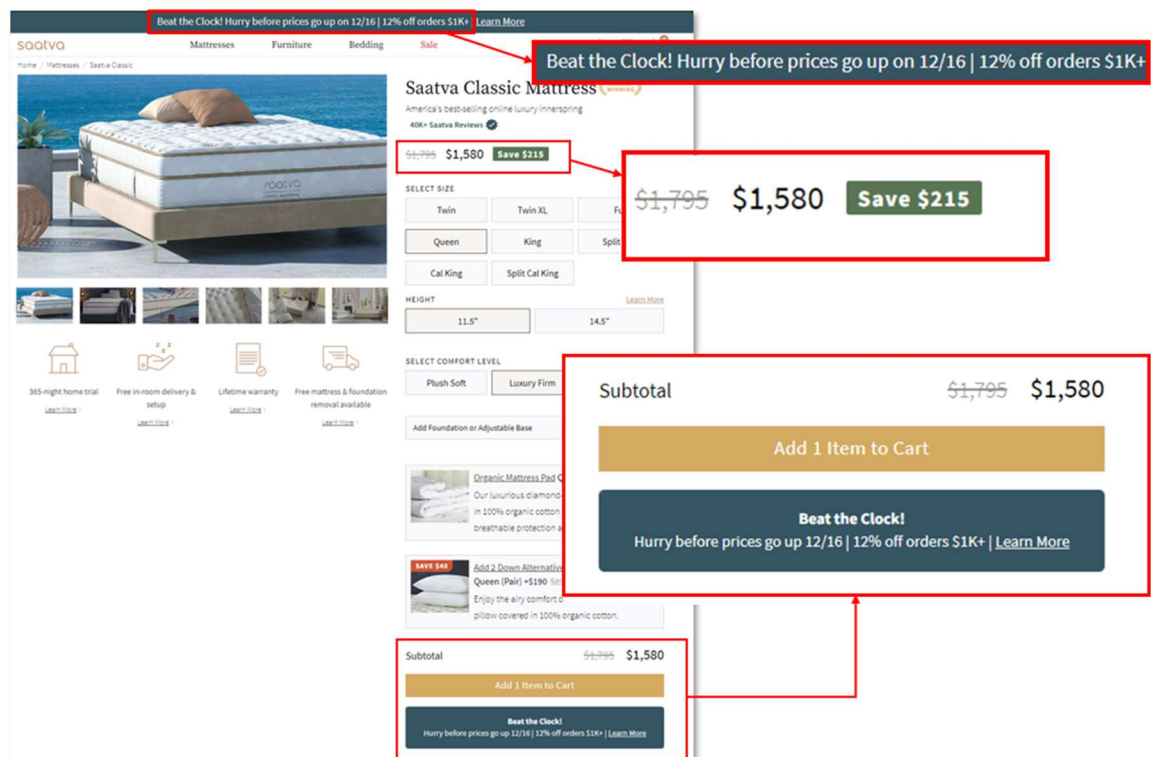 Beat the Clock! Hurry before prices go up on 12/16 | 12% off orders $1K+ | Learn More
saatva
Mattresses Furniture Bedding Sale
Beat the Clock! Hurry before prices go up on 12/16 | 12% off orders $1K+
Home / Mattresses / Saatva Classic
Saatva Classic Mattress
WINNING
America's best-selling online luxury innerspring
40K+ Saatva Reviews
$1,795 $1,580 Save $215
$1,795 $1,580 Save $215
SELECT SIZE
Twin Twin XL
Queen King Split
Cal King Split Cal King
HEIGHT Learn More
11.5" 14.5"
SELECT COMFORT LEVEL
Plush Soft Luxury Firm
Add Foundation or Adjustable Base
saatva
365-night home trial
Learn More
Free in-room delivery &
setup
Learn More
Lifetime warranty
Learn More
Free mattress & foundation
removal available
Learn More
Organic Mattress Pad
Our luxurious diamond-
in 100% organic cotton
breathable protection
SAVE $40
Add 2 Down Alternative
Queen (Pair) +$190
Enjoy the airy comfort
pillow covered in 100% organic cotton.
Subtotal $1,795 $1,580
Add 1 Item to Cart
Beat the Clock!
Hurry before prices go up 12/16 | 12% off orders $1K+ | Learn More
Subtotal $1,795 $1,580
Add 1 Item to Cart
Beat the Clock!
Hurry before prices go up 12/16 | 12% off orders $1K+ | Learn More